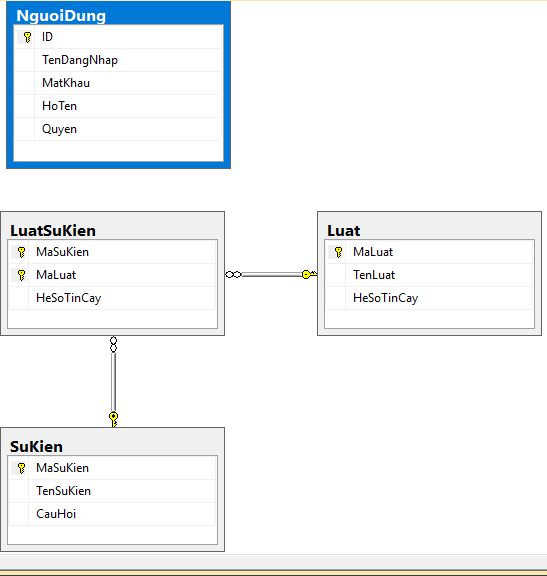 NguoiDung
ID
TenDangNhap
MatKhau
HoTen
Quyen
LuatSuKien
MaSuKien
MaLuat
HeSoTinCay
Luat
MaLuat
TenLuat
HeSoTinCay
SuKien
MaSuKien
TenSuKien
CauHoi